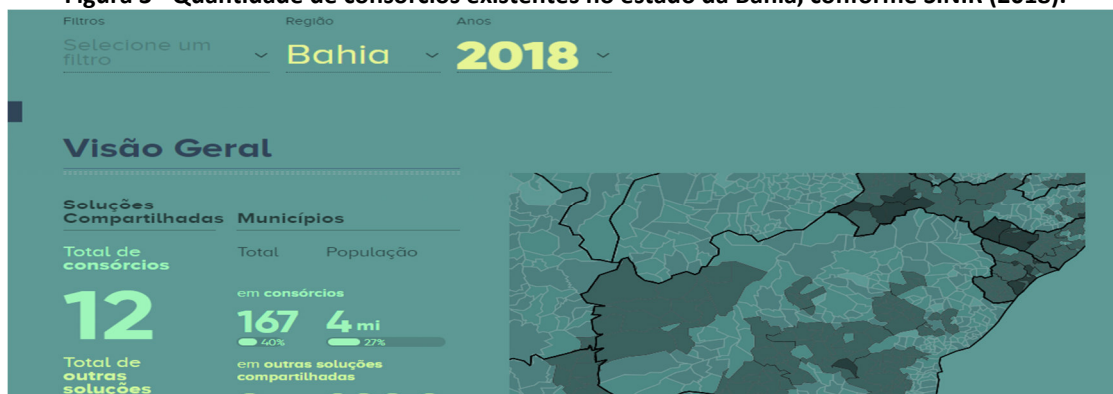 Figura 5 - Quantidade de consórcios existentes no estado da Bahia, conforme SINIR (2018).
Filtros
Região
Anos
Selecione um
filtro
Bahia
2018
Visão Geral
Soluções
Compartilhadas
Municípios
Total de
consórcios
Total
População
12
em consórcios
167
4 mi
40%
27%
Total de
outras
soluções
em outras soluções
compartilhadas